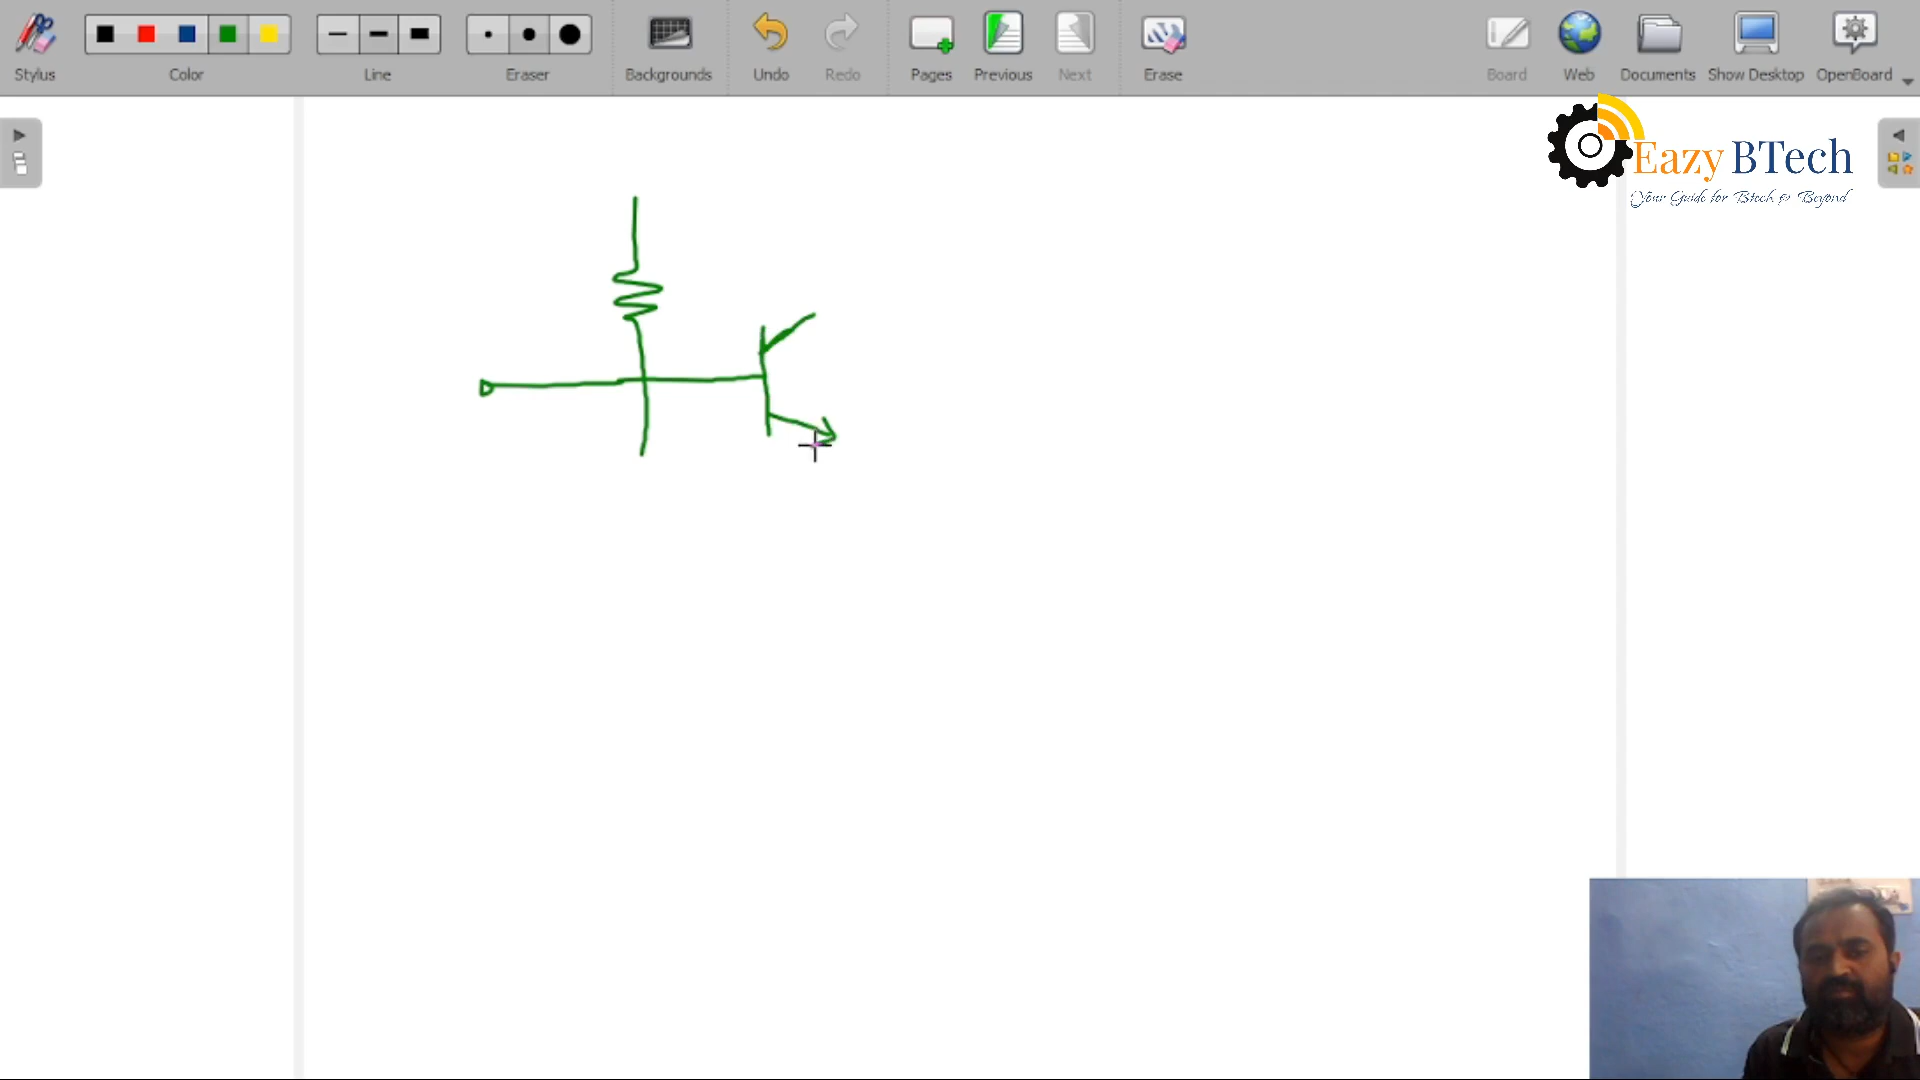 Stylus
Color
Line
Eraser
Backgrounds
Undo
Redo
Pages
Previous
Next
Erase
Board
Web
Documents
Show Desktop
OpenBoard
Eazy BTech
Your Guide for Btech & Beyond